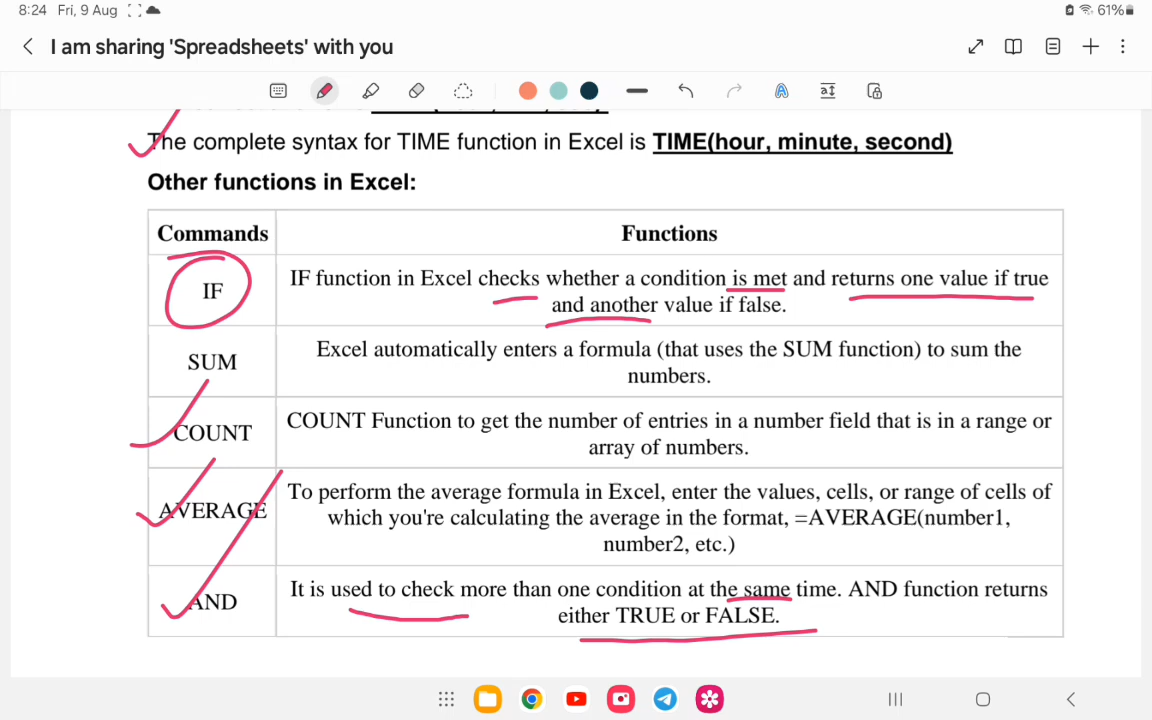 8:24 Fri, 9 Aug 61%
I am sharing 'Spreadsheets' with you
The complete syntax for TIME function in Excel is TIME(hour, minute, second)
Other functions in Excel:
Commands Functions
IF
IF function in Excel checks whether a condition is met and returns one value if true
and another value if false.
SUM
Excel automatically enters a formula (that uses the SUM function) to sum the
numbers.
COUNT
COUNT Function to get the number of entries in a number field that is in a range or
array of numbers.
AVERAGE
To perform the average formula in Excel, enter the values, cells, or range of cells of
which you're calculating the average in the format, =AVERAGE(number1,
number2, etc.)
AND
It is used to check more than one condition at the same time. AND function returns
either TRUE or FALSE.